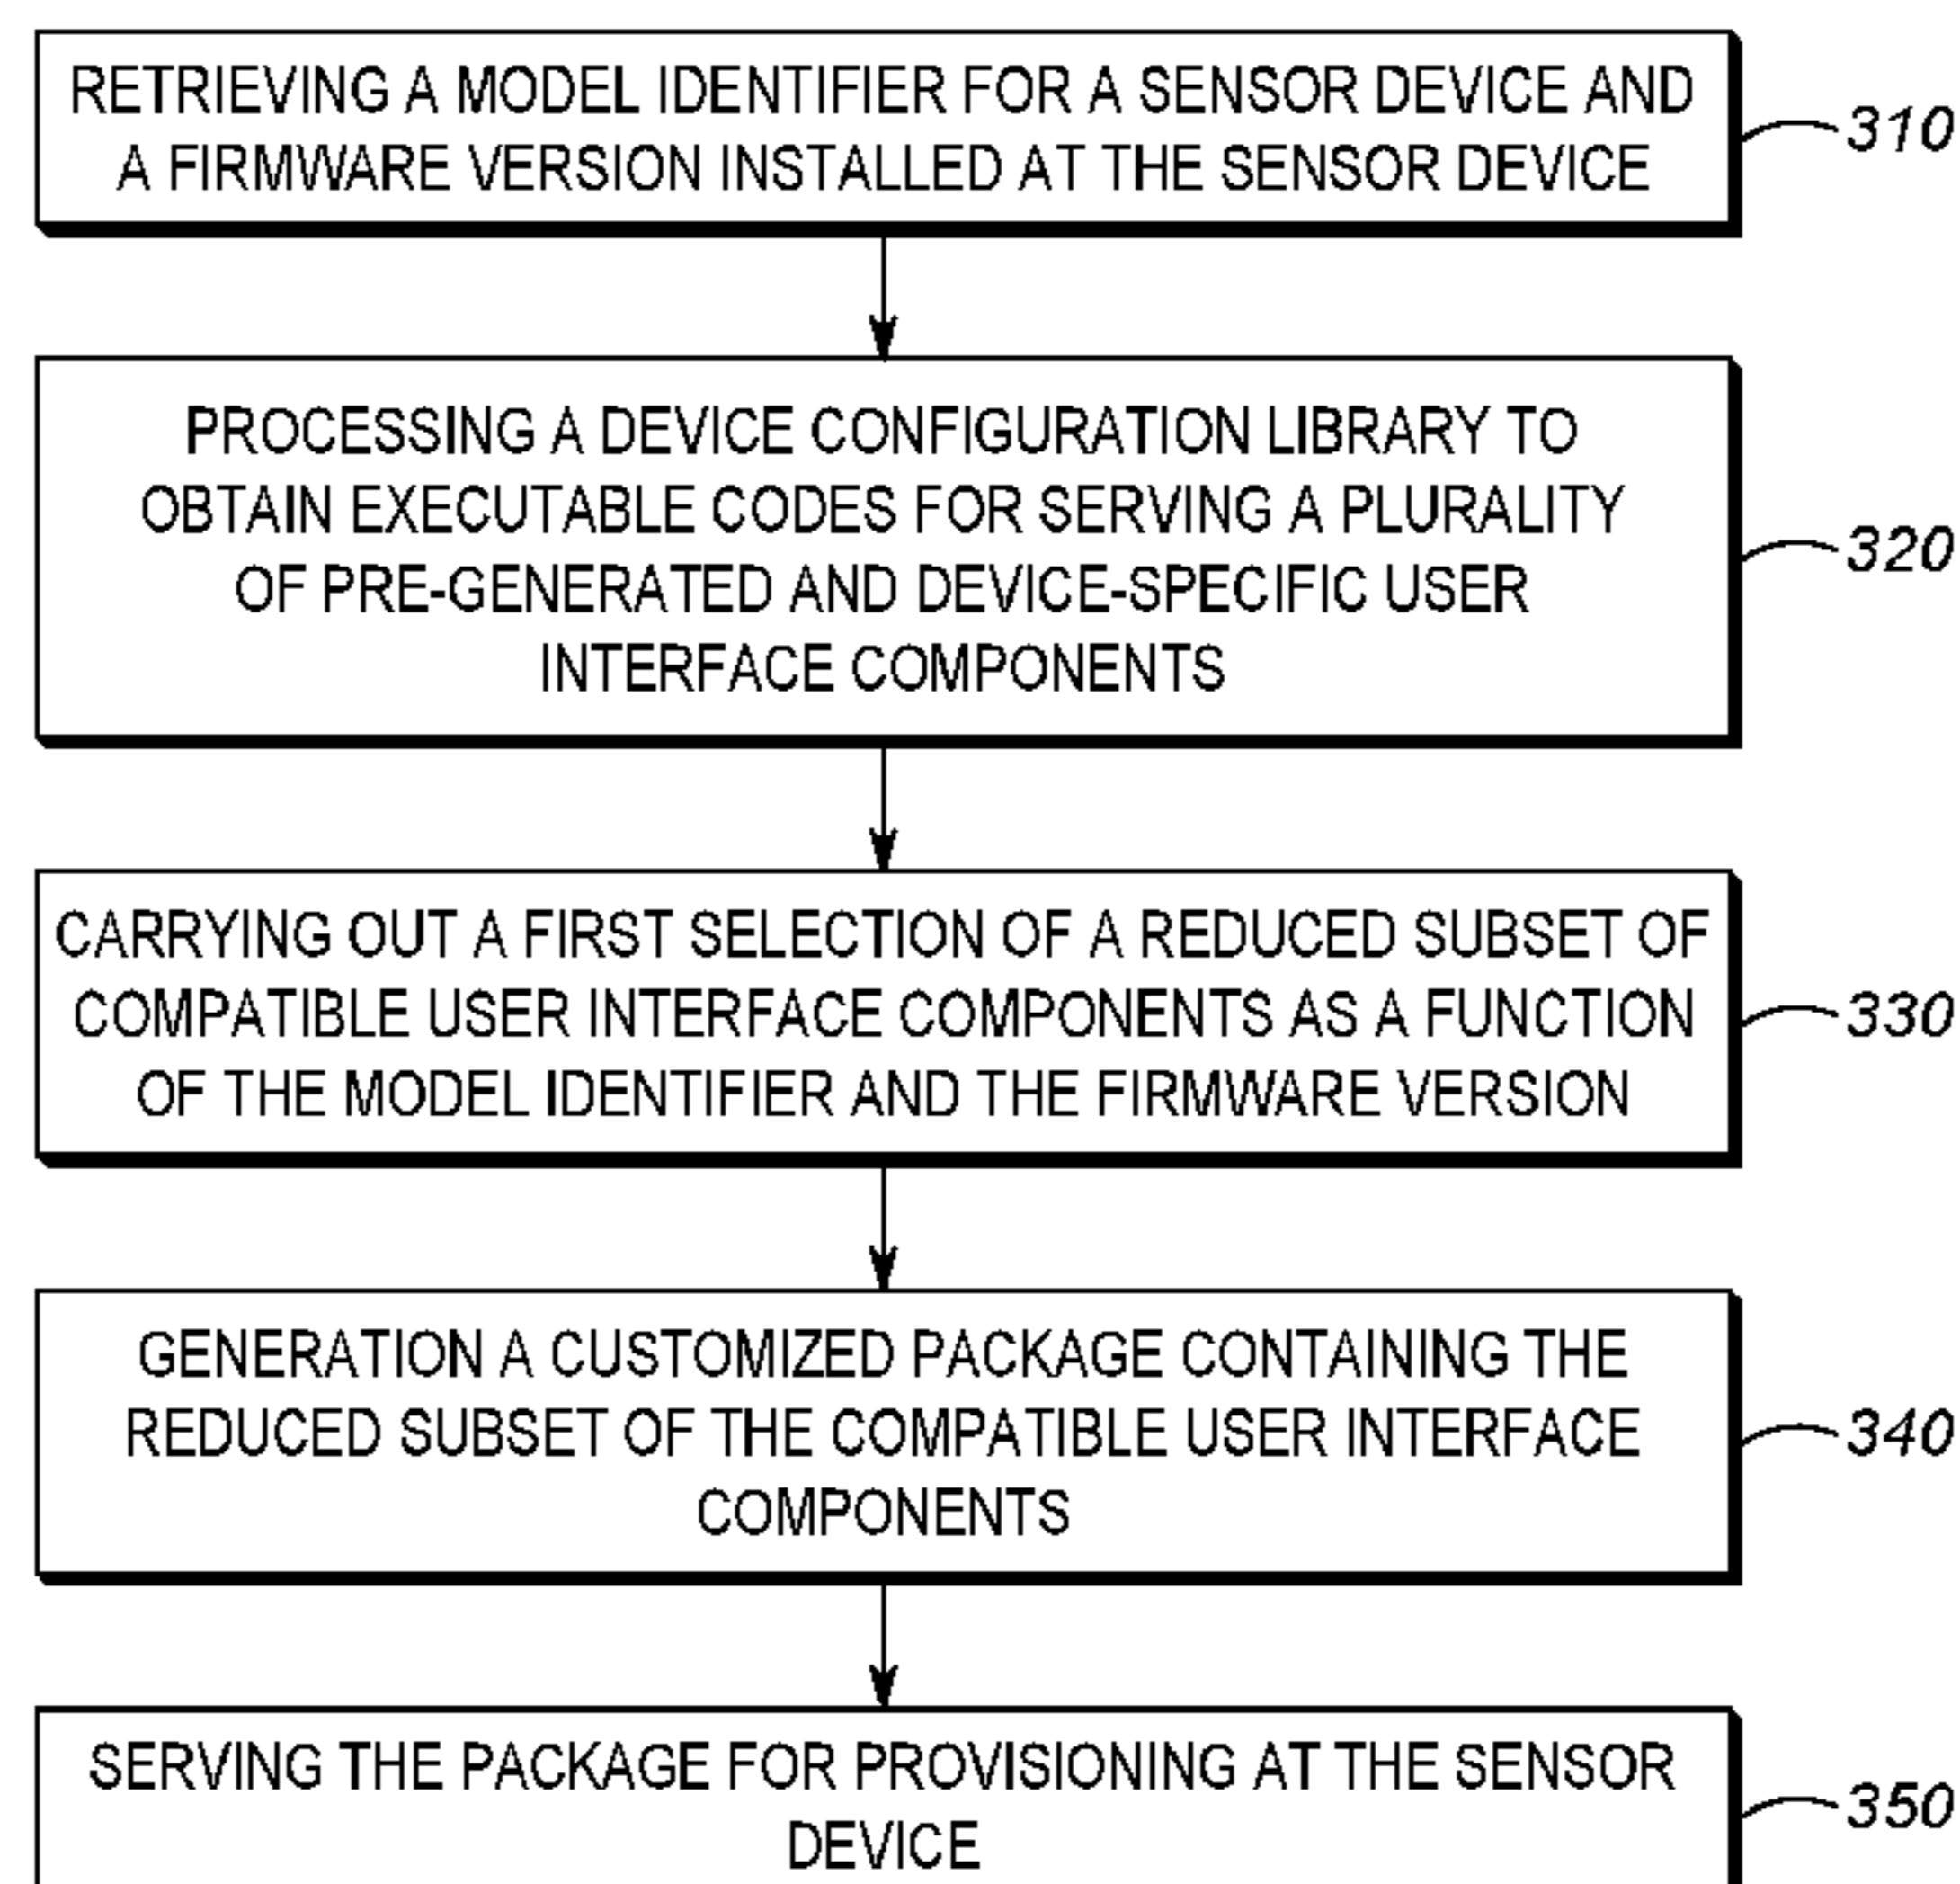 RETRIEVING A MODEL IDENTIFIER FOR A SENSOR DEVICE AND
A FIRMWARE VERSION INSTALLED AT THE SENSOR DEVICE
310
PROCESSING A DEVICE CONFIGURATION LIBRARY TO
OBTAIN EXECUTABLE CODES FOR SERVING A PLURALITY
OF PRE-GENERATED AND DEVICE-SPECIFIC USER
INTERFACE COMPONENTS
320
CARRYING OUT A FIRST SELECTION OF A REDUCED SUBSET OF
COMPATIBLE USER INTERFACE COMPONENTS AS A FUNCTION
OF THE MODEL IDENTIFIER AND THE FIRMWARE VERSION
330
GENERATION A CUSTOMIZED PACKAGE CONTAINING THE
REDUCED SUBSET OF THE COMPATIBLE USER INTERFACE
COMPONENTS
340
SERVING THE PACKAGE FOR PROVISIONING AT THE SENSOR
DEVICE
350